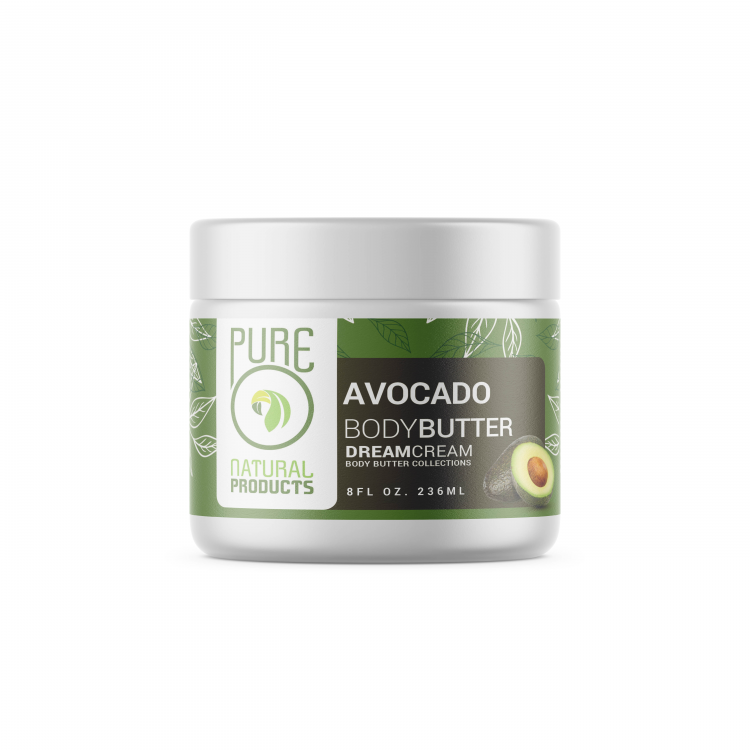 PURE
NATURAL
PRODUCTS
AVOCADO
BODYBUTTER
DREAMCREAM
BODY BUTTER COLLECTIONS
8FL OZ. 236ML